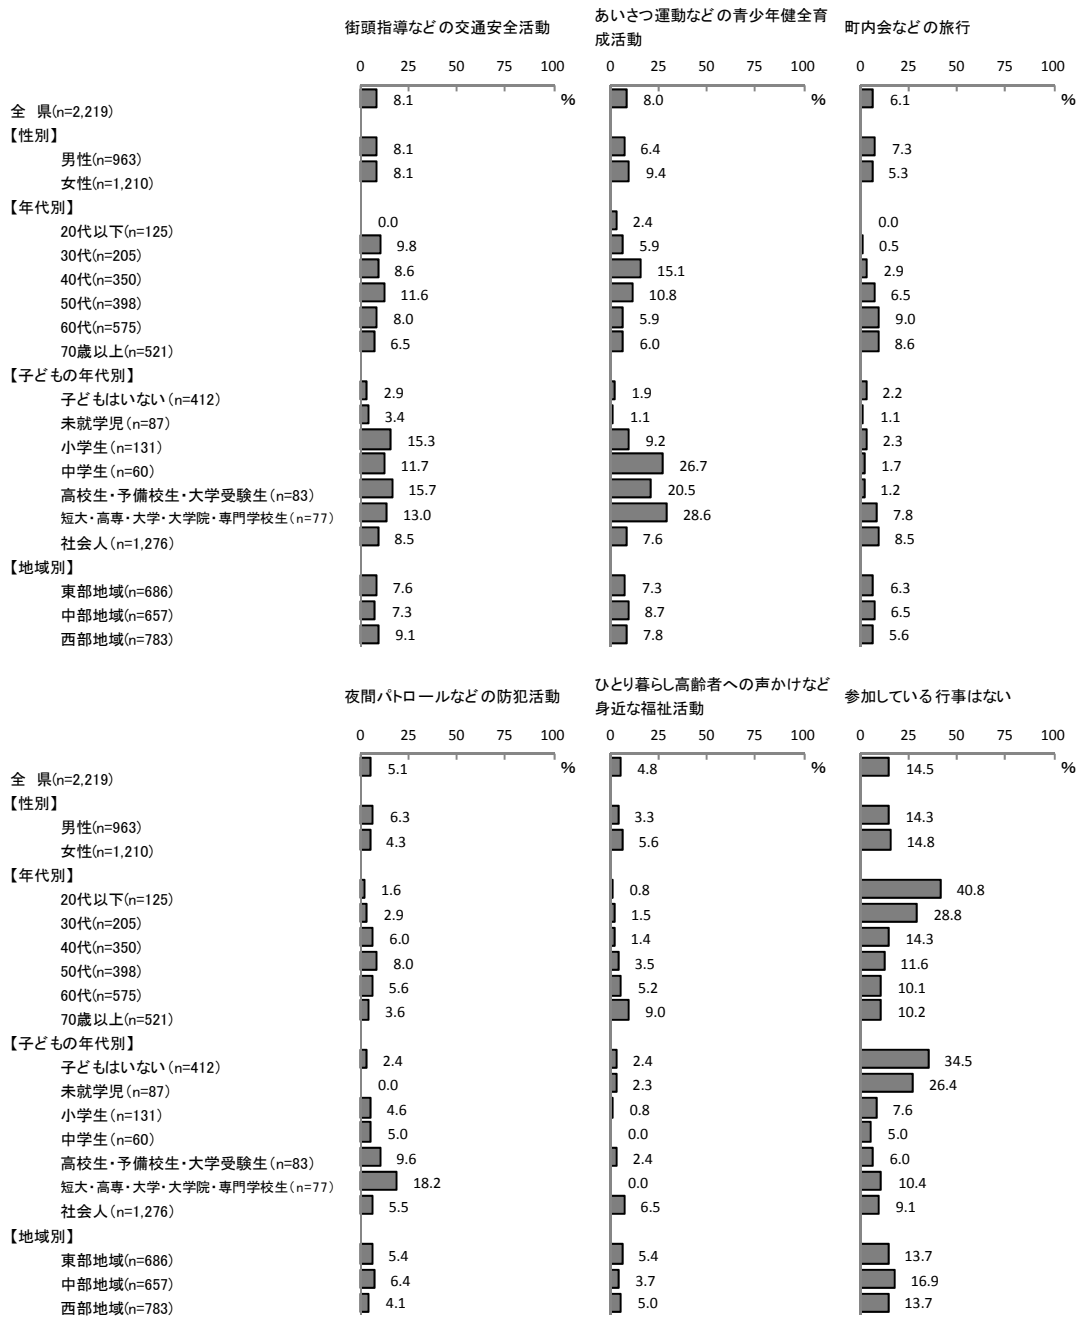 街頭指導などの交通安全活動
あいさつ運動などの青少年健全育
成活動
町内会などの旅行
0 25 50 75 100 0 25 50 75 100 0 25 50 75 100
% % %
全 県(n=2,219) 8.1 8.0 6.1
【性別】
男性(n=963) 8.1 6.4 7.3
女性(n=1,210) 8.1 9.4 5.3
【年代別】
20代以下(n=125) 0.0 2.4 0.0
30代(n=205) 9.8 5.9 0.5
40代(n=350) 8.6 15.1 2.9
50代(n=398) 11.6 10.8 6.5
60代(n=575) 8.0 5.9 9.0
70歳以上(n=521) 6.5 6.0 8.6
【子どもの年代別】
子どもはいない(n=412) 2.9 1.9 2.2
未就学児(n=87) 3.4 1.1 1.1
小学生(n=131) 15.3 9.2 2.3
中学生(n=60) 11.7 26.7 1.7
高校生・予備校生・大学受験生(n=83) 15.7 20.5 1.2
短大・高専・大学・大学院・専門学校生(n=77) 13.0 28.6 7.8
社会人(n=1,276) 8.5 7.6 8.5
【地域別】
東部地域(n=686) 7.6 7.3 6.3
中部地域(n=657) 7.3 8.7 6.5
西部地域(n=783) 9.1 7.8 5.6
夜間パトロールなどの防犯活動
ひとり暮らし高齢者への声かけなど
身近な福祉活動
参加している行事はない
0 25 50 75 100 0 25 50 75 100 0 25 50 75 100
% % %
全 県(n=2,219) 5.1 4.8 14.5
【性別】
男性(n=963) 6.3 3.3 14.3
女性(n=1,210) 4.3 5.6 14.8
【年代別】
20代以下(n=125) 1.6 0.8 40.8
30代(n=205) 2.9 1.5 28.8
40代(n=350) 6.0 1.4 14.3
50代(n=398) 8.0 3.5 11.6
60代(n=575) 5.6 5.2 10.1
70歳以上(n=521) 3.6 9.0 10.2
【子どもの年代別】
子どもはいない(n=412) 2.4 2.4 34.5
未就学児(n=87) 0.0 2.3 26.4
小学生(n=131) 4.6 0.8 7.6
中学生(n=60) 5.0 0.0 5.0
高校生・予備校生・大学受験生(n=83) 9.6 2.4 6.0
短大・高専・大学・大学院・専門学校生(n=77) 18.2 0.0 10.4
社会人(n=1,276) 5.5 6.5 9.1
【地域別】
東部地域(n=686) 5.4 5.4 13.7
中部地域(n=657) 6.4 3.7 16.9
西部地域(n=783) 4.1 5.0 13.7